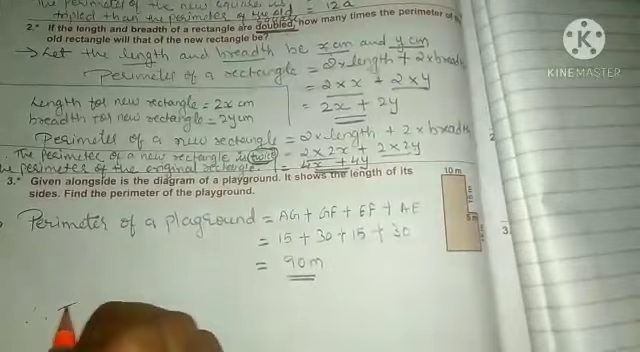 The perimeter of the new square is = 12a
tripled than the perimeter of the old square
2.* If the length and breadth of a rectangle are doubled, how many times the perimeter of the
old rectangle will that of the new rectangle be?
→ Let the length and breadth be x cm and y cm
Perimeter of a rectangle = 2×length + 2×breadth
= 2 × x + 2 × y
= 2x + 2y
Length for new rectangle = 2x cm
breadth for new rectangle = 2y cm
Perimeter of a new rectangle = 2×length + 2×breadth
= 2 × 2x + 2 × 2y
= 4x + 4y
The perimeter of a new rectangle is twice
the perimeter of the original rectangle.
3.* Given alongside is the diagram of a playground. It shows the length of its
sides. Find the perimeter of the playground.
Perimeter of a playground = AG + GF + EF + AE
= 15 + 30 + 15 + 30
= 90m
∴
10 m
5 m
3.
KINEMASTER